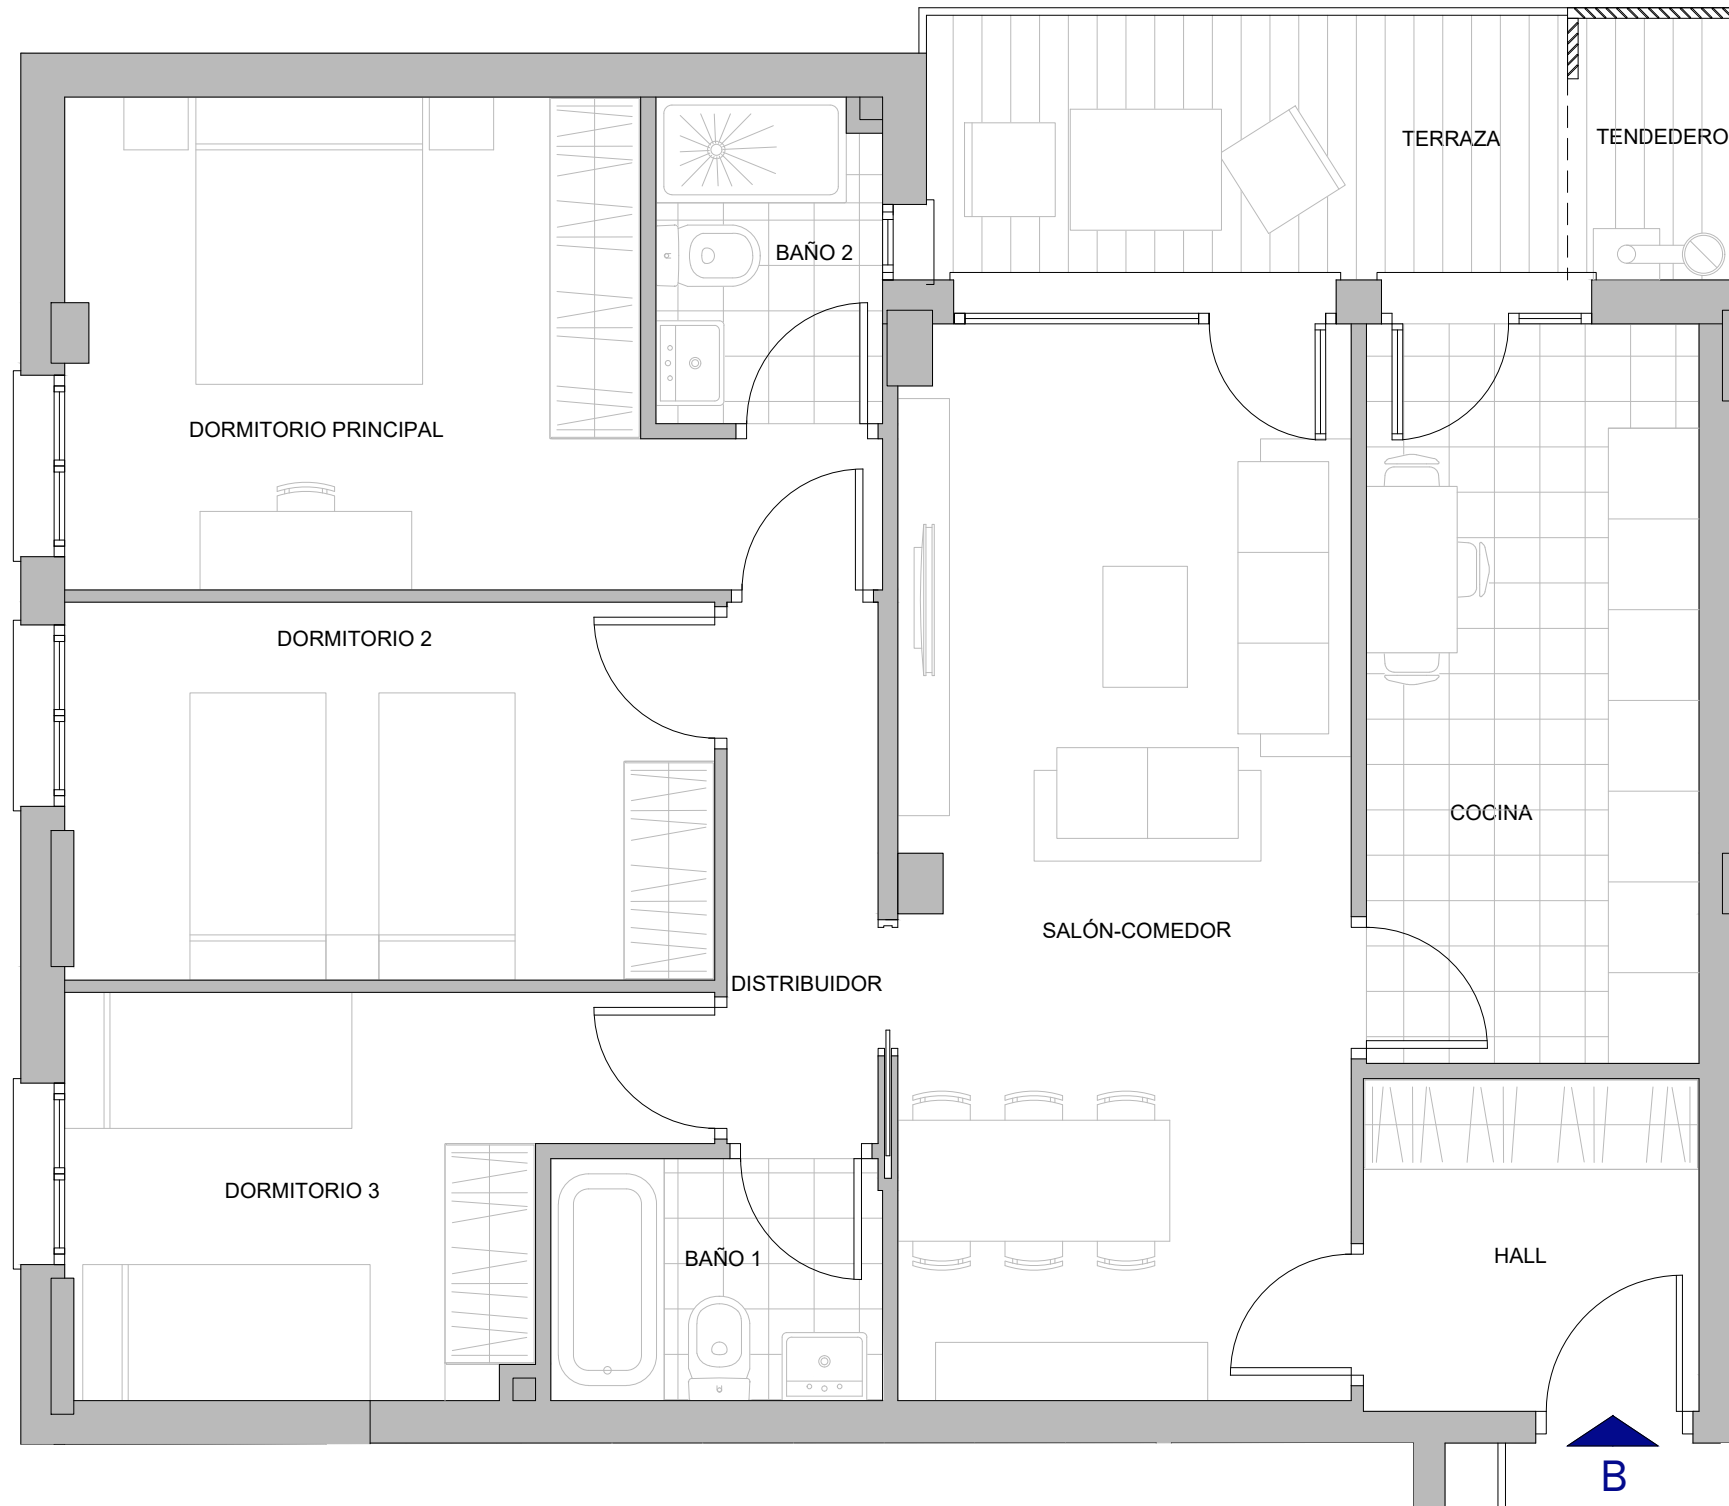 TERRAZA
TENDEDERO
BAÑO 2
DORMITORIO PRINCIPAL
DORMITORIO 2
COCINA
SALÓN-COMEDOR
DISTRIBUIDOR
DORMITORIO 3
BAÑO 1
HALL
B